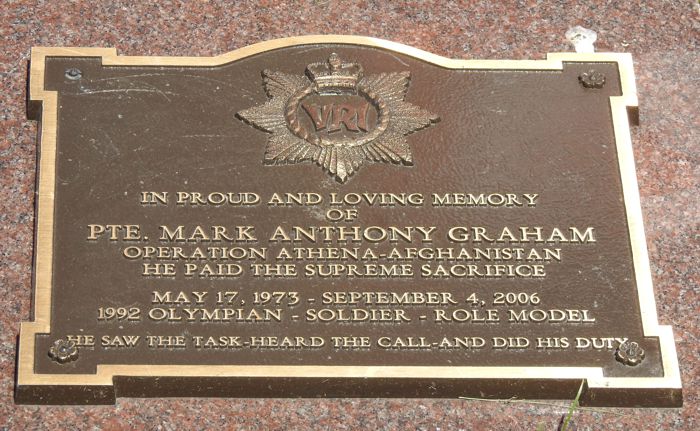 VRI
IN PROUD AND LOVING MEMORY
OF
PTE. MARK ANTHONY GRAHAM
OPERATION ATHENA-AFGHANISTAN
HE PAID THE SUPREME SACRIFICE
MAY 17, 1973 - SEPTEMBER 4, 2006
1992 OLYMPIAN - SOLDIER - ROLE MODEL
HE SAW THE TASK-HEARD THE CALL-AND DID HIS DUTY